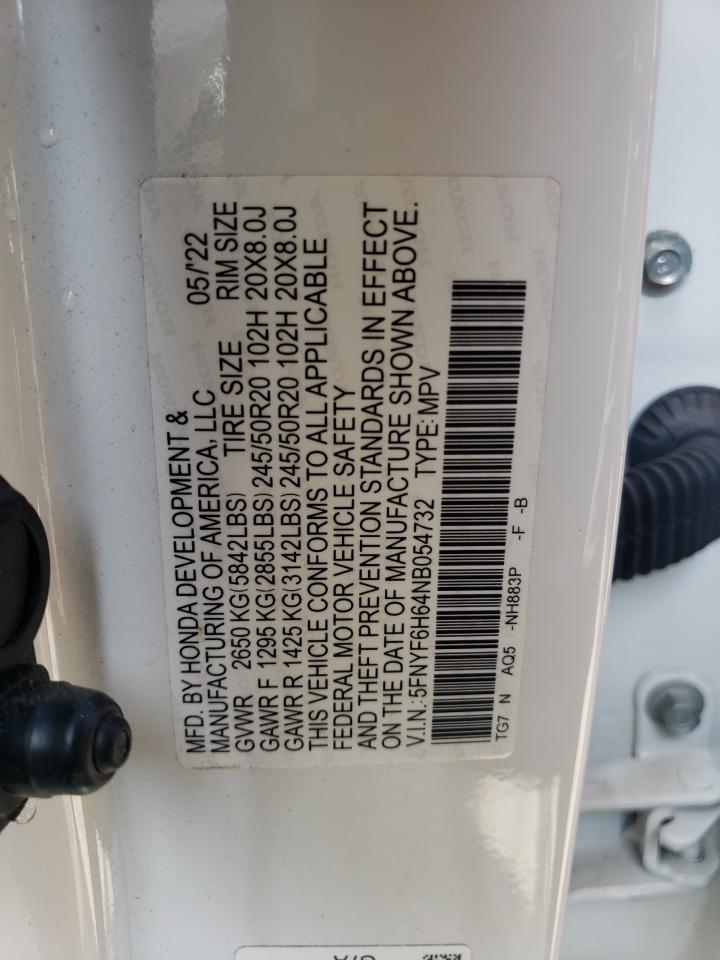 MFD. BY HONDA DEVELOPMENT & 05/'22
MANUFACTURING OF AMERICA, LLC
GVWR 2650 KG(5842LBS) TIRE SIZE RIM SIZE
GAWR F 1295 KG(2855LBS) 245/50R20 102H 20X8.0J
GAWR R 1425 KG(3142LBS) 245/50R20 102H 20X8.0J
THIS VEHICLE CONFORMS TO ALL APPLICABLE
FEDERAL MOTOR VEHICLE SAFETY
AND THEFT PREVENTION STANDARDS IN EFFECT
ON THE DATE OF MANUFACTURE SHOWN ABOVE.
V.I.N.:5FNYF6H64NB054732 TYPE:MPV
TG7 N AQ5 -NH883P -F -B
HONDA